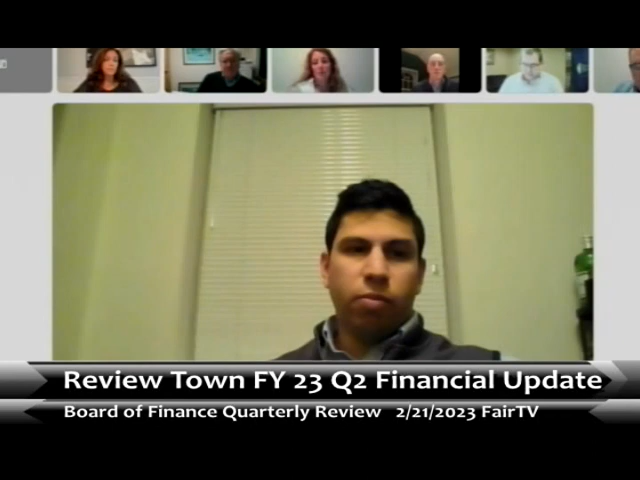 Review Town FY 23 Q2 Financial Update
Board of Finance Quarterly Review 2/21/2023 FairTV